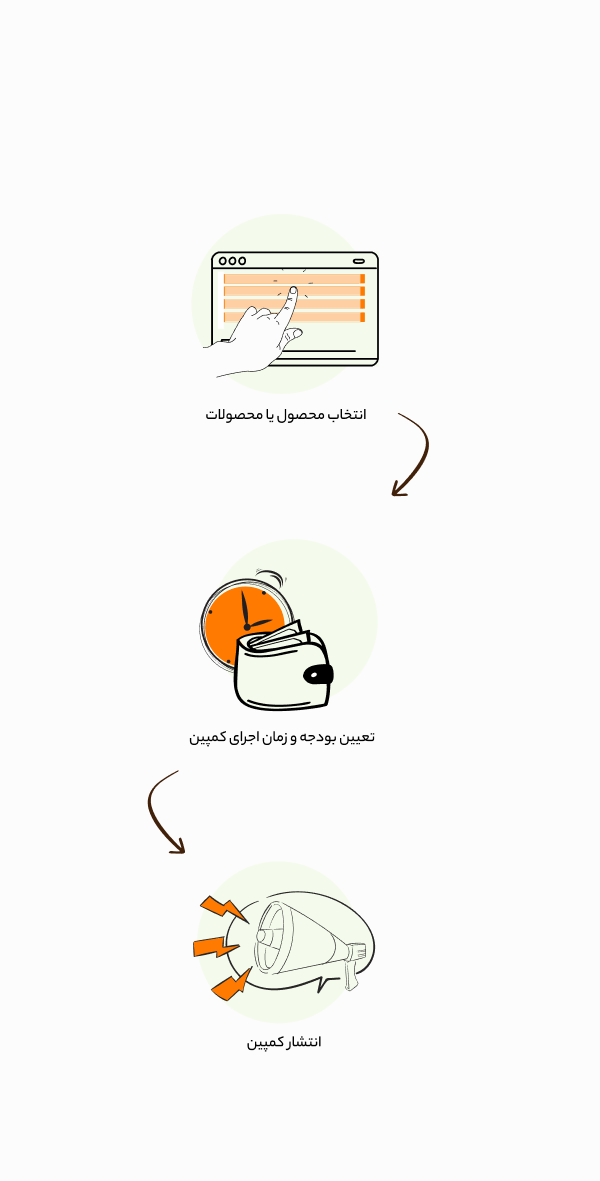 انتخاب محصول یا محصولات
تعیین بودجه و زمان اجرای کمپین
انتشار کمپین